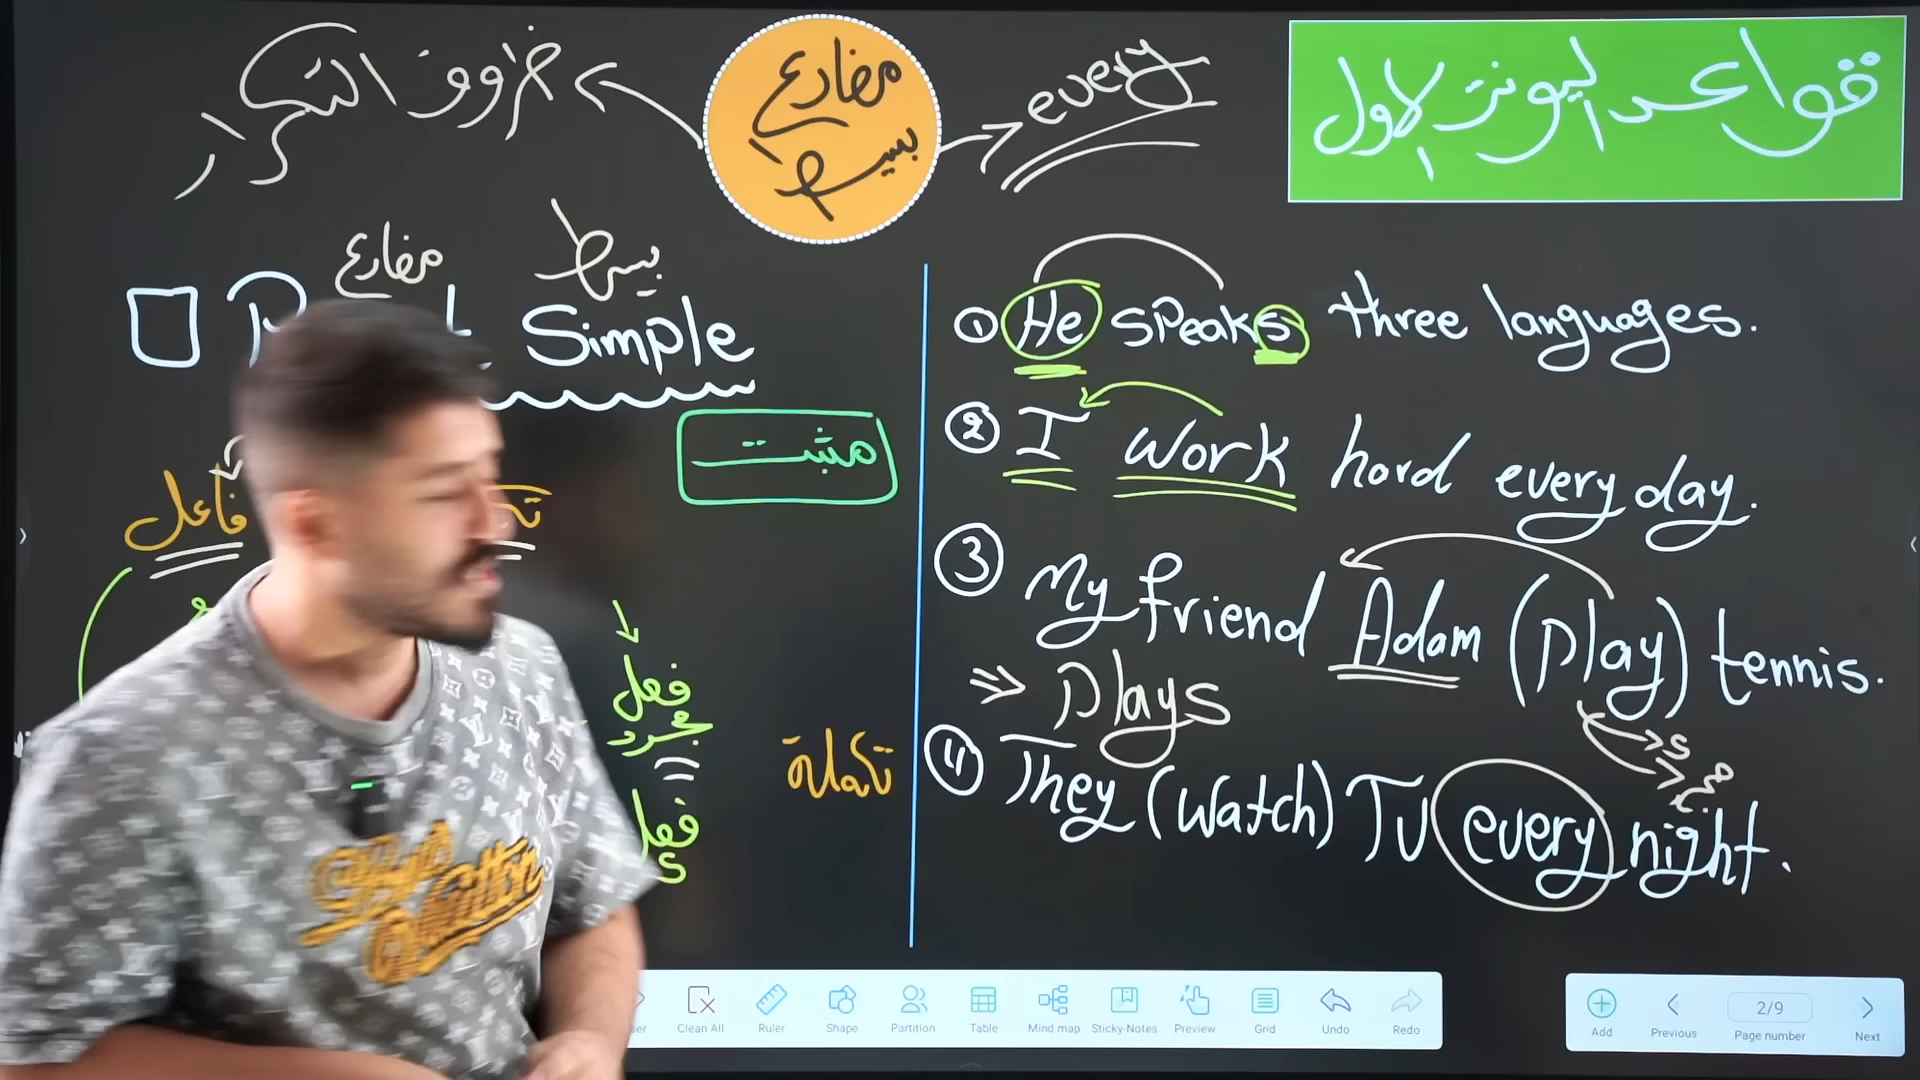 قواعد اليونت الاول
مضارع
بسيط
every
ظروف التكرار
مضارع
بسيط
Simple
مثبت
فاعل
فعل
مجرد
فعل
s
تكملة
① He speaks three languages.
② I work hard every day.
③ My friend Adam (play) tennis.
s
=> plays
④ They (watch) TV every night.
Clean All
Ruler
Shape
Partition
Table
Mind map
Sticky-Notes
Preview
Grid
Undo
Redo
Add
Previous
2/9
Page number
Next